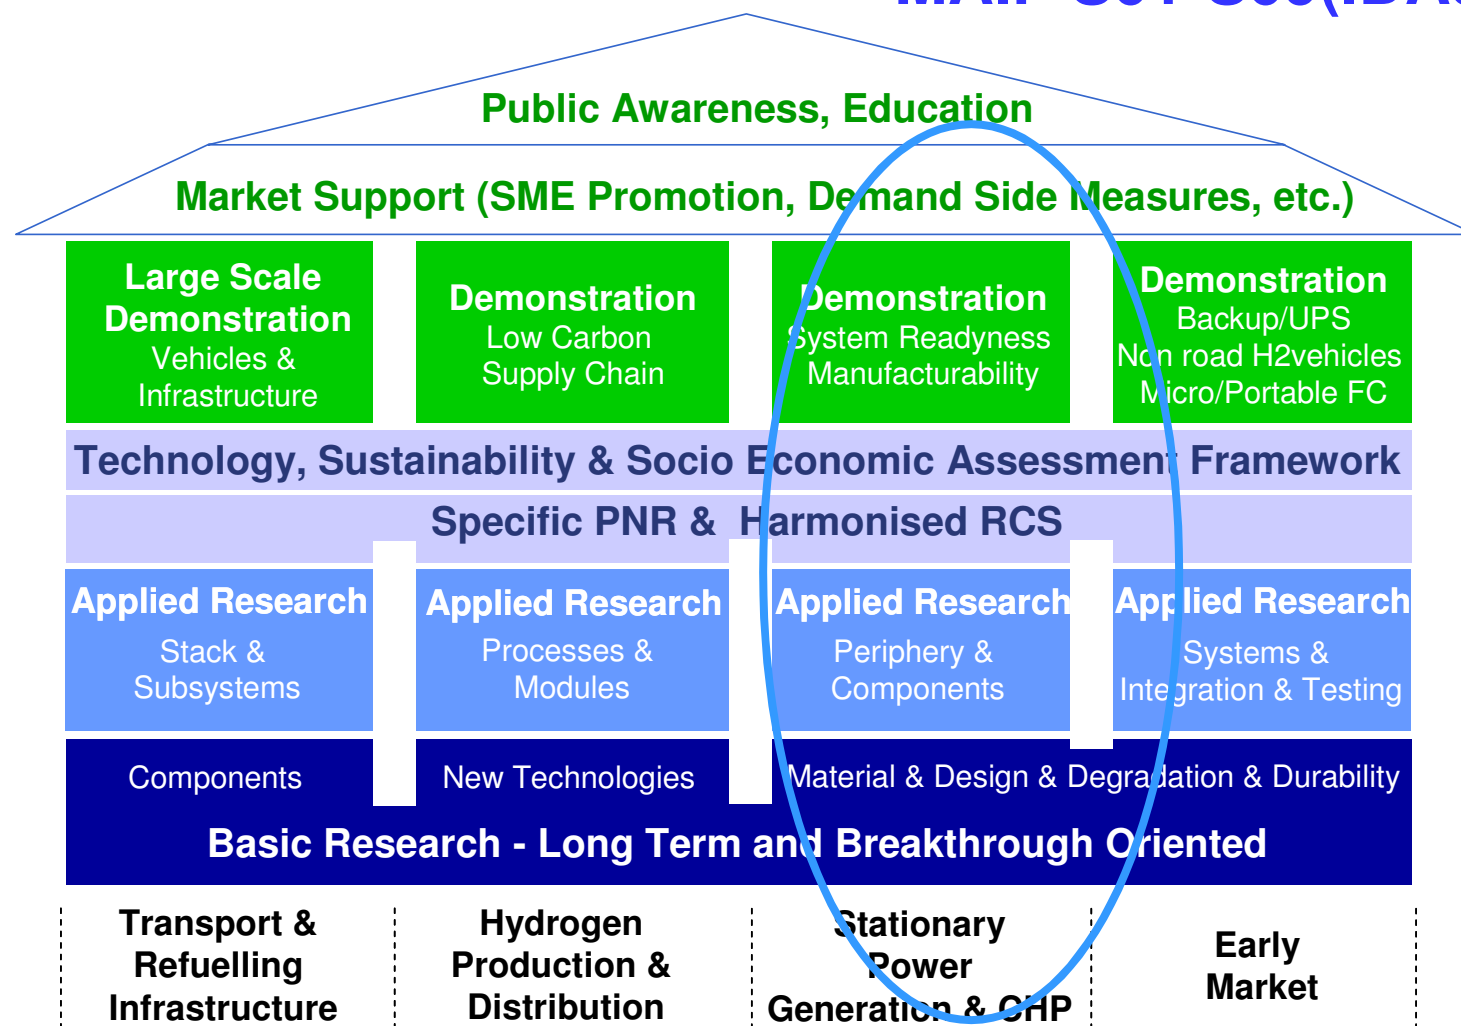 Public Awareness, Education
Market Support (SME Promotion, Demand Side Measures, etc.)
Large Scale
Demonstration
Vehicles &
Infrastructure
Demonstration
Low Carbon
Supply Chain
Demonstration
System Readyness
Manufacturability
Demonstration
Backup/UPS
Non road H2vehicles
Micro/Portable FC
Technology, Sustainability & Socio Economic Assessment Framework
Specific PNR & Harmonised RCS
Applied Research
Stack &
Subsystems
Applied Research
Processes &
Modules
Applied Research
Periphery &
Components
Applied Research
Systems &
Integration & Testing
Components
New Technologies
Material & Design & Degradation & Durability
Basic Research - Long Term and Breakthrough Oriented
Transport &
Refuelling
Infrastructure
Hydrogen
Production &
Distribution
Stationary
Power
Generation & CHP
Early
Market